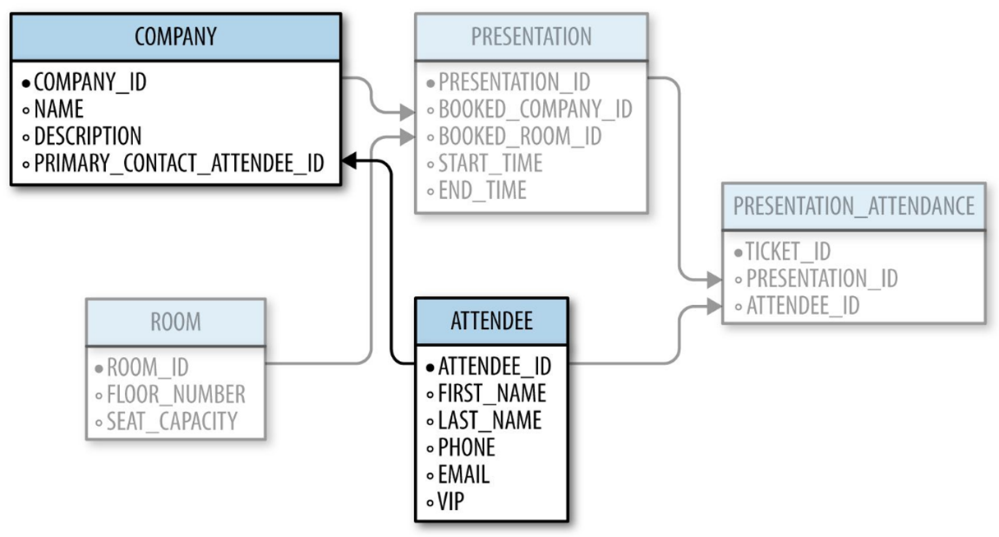 COMPANY
COMPANY_ID
NAME
DESCRIPTION
PRIMARY_CONTACT_ATTENDEE_ID
PRESENTATION
PRESENTATION_ID
BOOKED_COMPANY_ID
BOOKED_ROOM_ID
START_TIME
END_TIME
PRESENTATION_ATTENDANCE
TICKET_ID
PRESENTATION_ID
ATTENDEE_ID
ROOM
ROOM_ID
FLOOR_NUMBER
SEAT_CAPACITY
ATTENDEE
ATTENDEE_ID
FIRST_NAME
LAST_NAME
PHONE
EMAIL
VIP